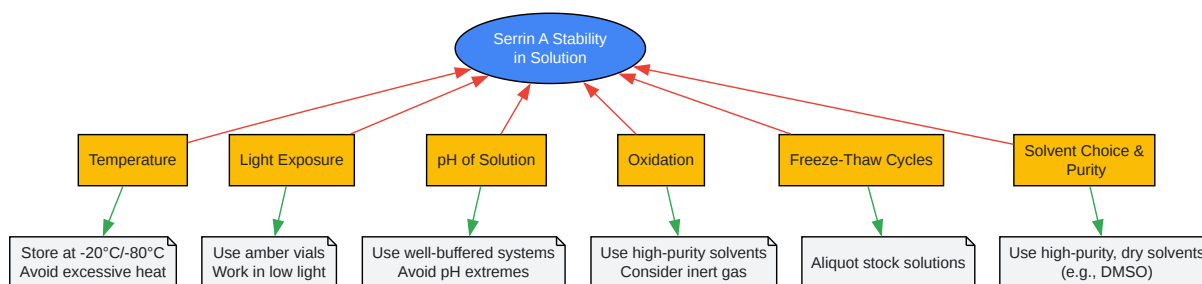 Serrin A Stability
in Solution
Temperature
Light Exposure
pH of Solution
Oxidation
Freeze-Thaw Cycles
Solvent Choice &
Purity
Store at -20°C/-80°C
Avoid excessive heat
Use amber vials
Work in low light
Use well-buffered systems
Avoid pH extremes
Use high-purity solvents
Consider inert gas
Aliquot stock solutions
Use high-purity, dry solvents
(e.g., DMSO)